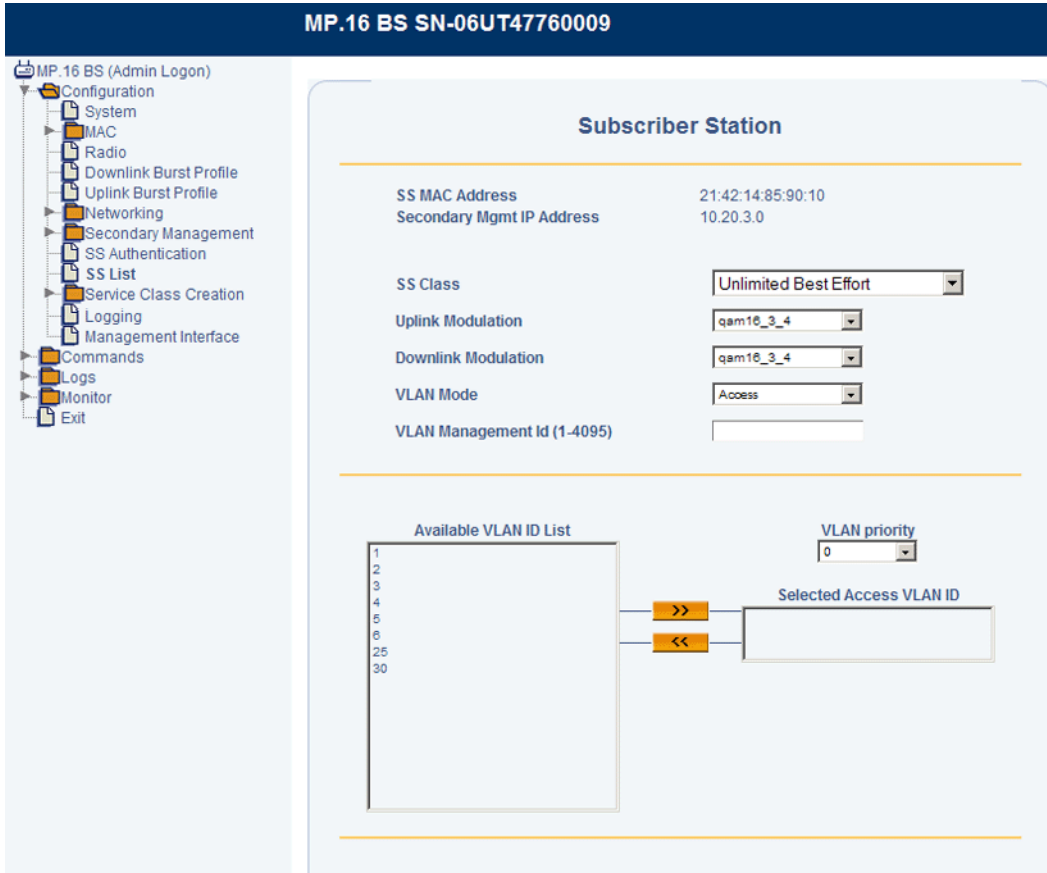 MP.16 BS SN-06UT47760009
MP.16 BS (Admin Logon)
Configuration
System
MAC
Radio
Downlink Burst Profile
Uplink Burst Profile
Networking
Secondary Management
SS Authentication
SS List
Service Class Creation
Logging
Management Interface
Commands
Logs
Monitor
Exit
Subscriber Station
SS MAC Address 21:42:14:85:90:10
Secondary Mgmt IP Address 10.20.3.0
SS Class Unlimited Best Effort
Uplink Modulation qam16_3_4
Downlink Modulation qam16_3_4
VLAN Mode Access
VLAN Management Id (1-4095)
Available VLAN ID List
1
2
3
4
5
6
25
30
VLAN priority
0
>>
<<
Selected Access VLAN ID